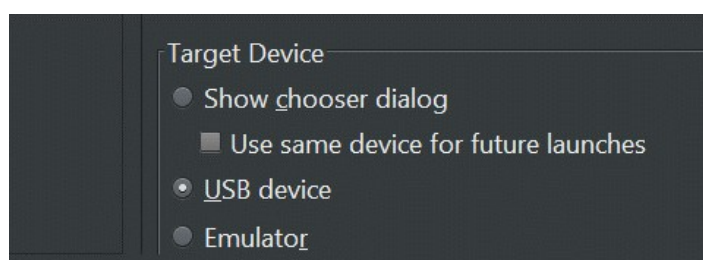 Target Device
Show chooser dialog
Use same device for future launches
USB device
Emulator